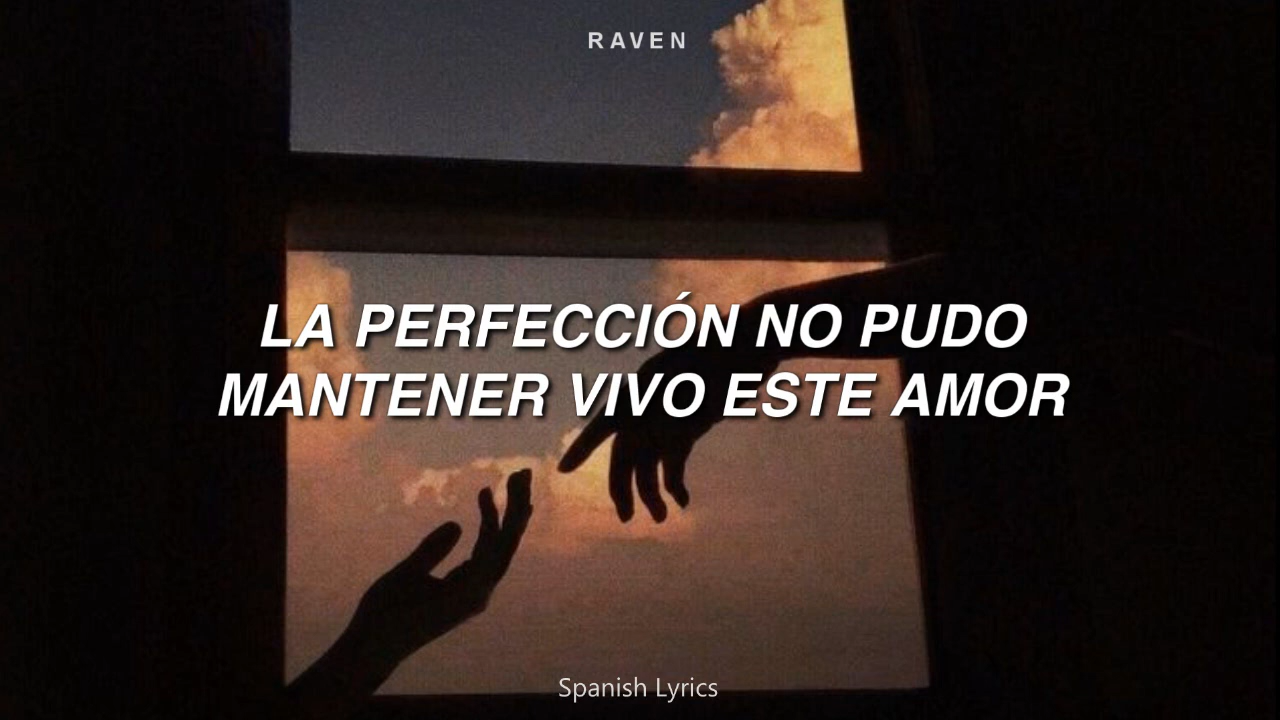 RAVEN
LA PERFECCIÓN NO PUDO
MANTENER VIVO ESTE AMOR
Spanish Lyrics